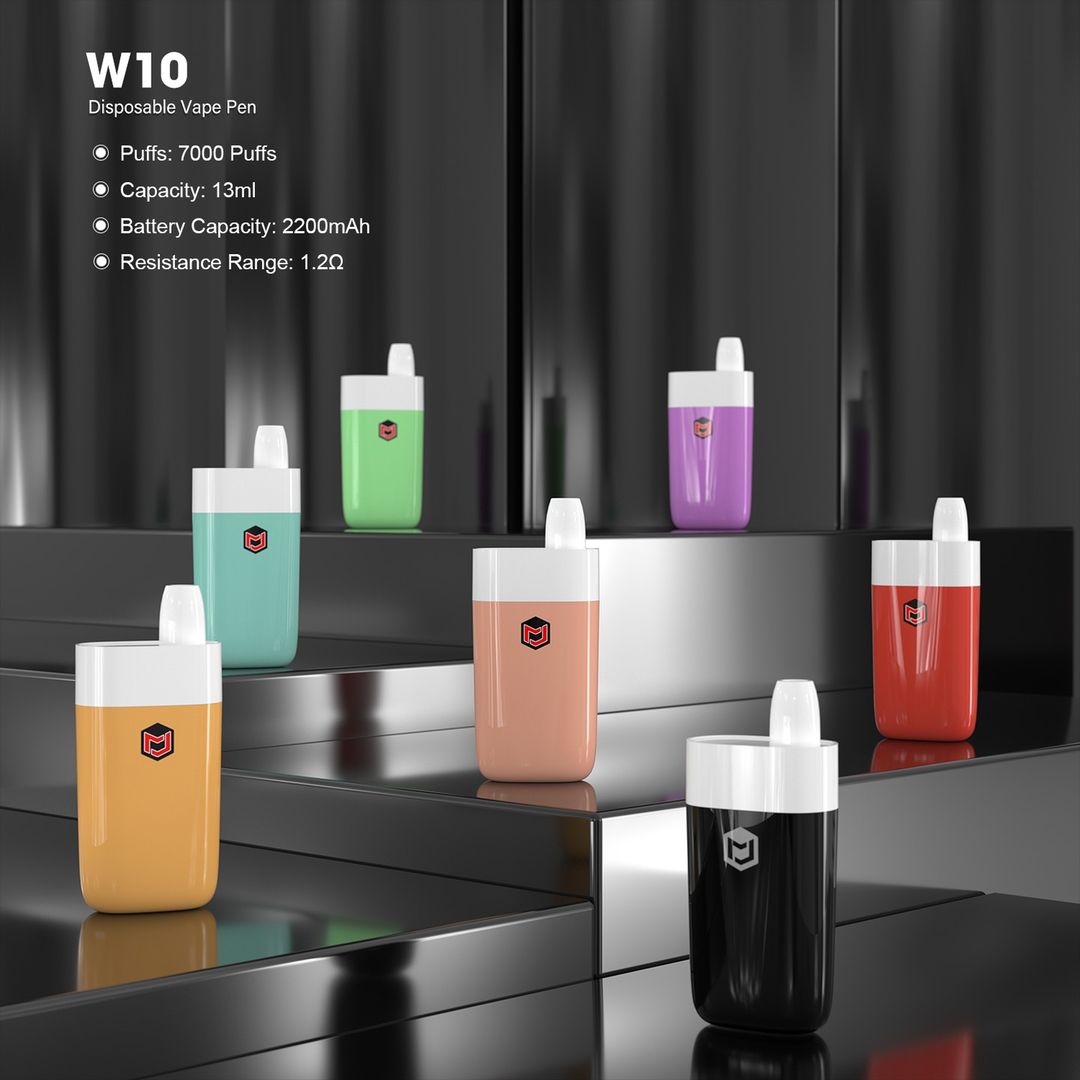 W10
Disposable Vape Pen
Puffs: 7000 Puffs
Capacity: 13ml
Battery Capacity: 2200mAh
Resistance Range: 1.2Ω